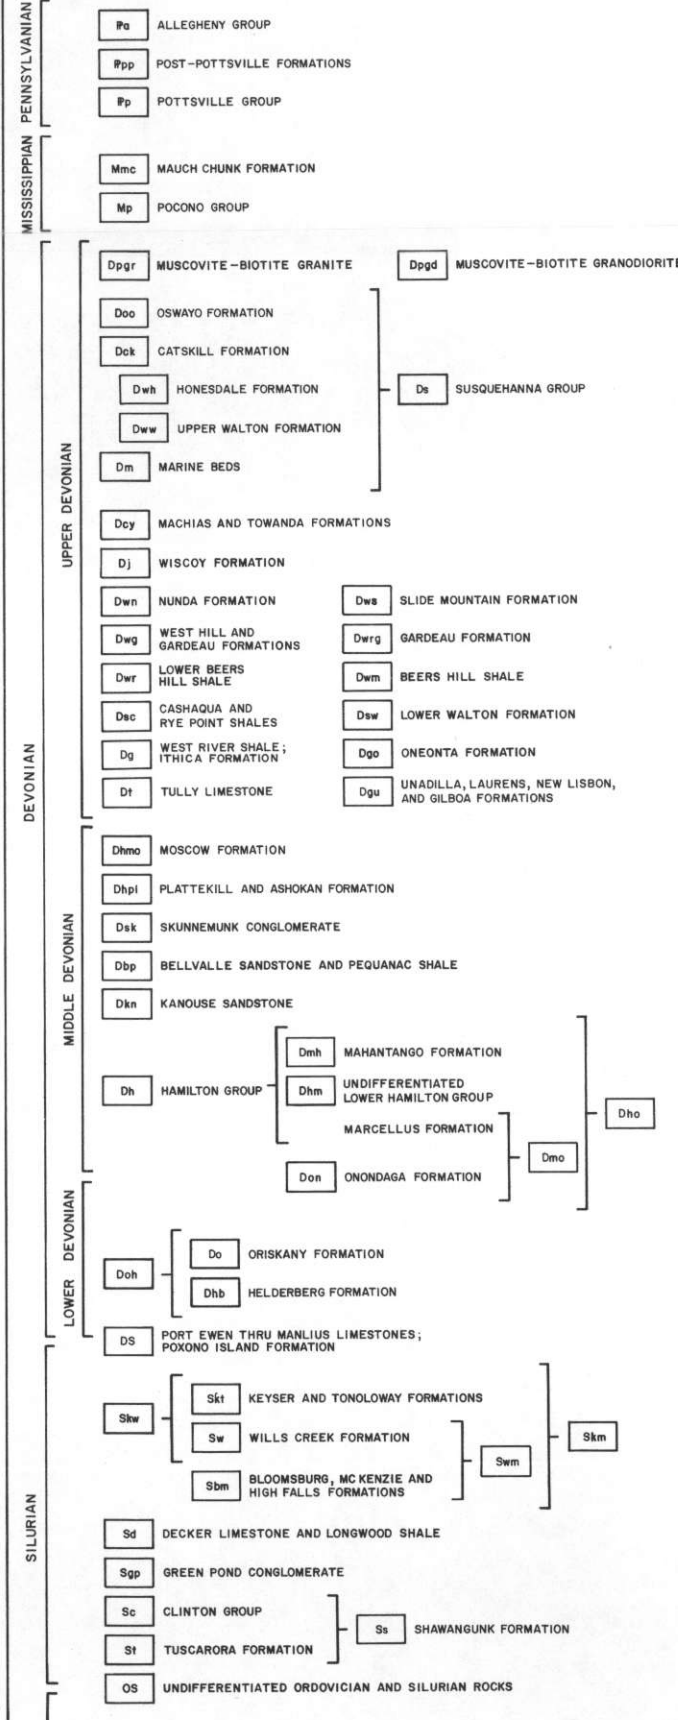 PENNSYLVANIAN
ℙa ALLEGHENY GROUP
ℙpp POST-POTTSVILLE FORMATIONS
ℙp POTTSVILLE GROUP
MISSISSIPPIAN
Mmc MAUCH CHUNK FORMATION
Mp POCONO GROUP
DEVONIAN
UPPER DEVONIAN
Dpgr MUSCOVITE-BIOTITE GRANITE
Dpgd MUSCOVITE-BIOTITE GRANODIORITE
Doo OSWAYO FORMATION
Dck CATSKILL FORMATION
Dwh HONESDALE FORMATION
Ds SUSQUEHANNA GROUP
Dww UPPER WALTON FORMATION
Dm MARINE BEDS
Dcy MACHIAS AND TOWANDA FORMATIONS
Dj WISCOY FORMATION
Dwn NUNDA FORMATION
Dws SLIDE MOUNTAIN FORMATION
Dwg WEST HILL AND
GARDEAU FORMATIONS
Dwrg GARDEAU FORMATION
Dwr LOWER BEERS
HILL SHALE
Dwm BEERS HILL SHALE
Dsc CASHAQUA AND
RYE POINT SHALES
Dsw LOWER WALTON FORMATION
Dg WEST RIVER SHALE;
ITHICA FORMATION
Dgo ONEONTA FORMATION
Dt TULLY LIMESTONE
Dgu UNADILLA, LAURENS, NEW LISBON,
AND GILBOA FORMATIONS
MIDDLE DEVONIAN
Dhmo MOSCOW FORMATION
Dhpl PLATTEKILL AND ASHOKAN FORMATION
Dsk SKUNNEMUNK CONGLOMERATE
Dbp BELLVALLE SANDSTONE AND PEQUANAC SHALE
Dkn KANOUSE SANDSTONE
Dmh MAHANTANGO FORMATION
Dh HAMILTON GROUP
Dhm UNDIFFERENTIATED
LOWER HAMILTON GROUP
Dho
MARCELLUS FORMATION
Dmo
Don ONONDAGA FORMATION
LOWER DEVONIAN
Do ORISKANY FORMATION
Doh
Dhb HELDERBERG FORMATION
DS PORT EWEN THRU MANLIUS LIMESTONES;
POXONO ISLAND FORMATION
SILURIAN
Skt KEYSER AND TONOLOWAY FORMATIONS
Skw
Sw WILLS CREEK FORMATION
Skm
Swm
Sbm BLOOMSBURG, MC KENZIE AND
HIGH FALLS FORMATIONS
Sd DECKER LIMESTONE AND LONGWOOD SHALE
Sgp GREEN POND CONGLOMERATE
Sc CLINTON GROUP
Ss SHAWANGUNK FORMATION
St TUSCARORA FORMATION
OS UNDIFFERENTIATED ORDOVICIAN AND SILURIAN ROCKS